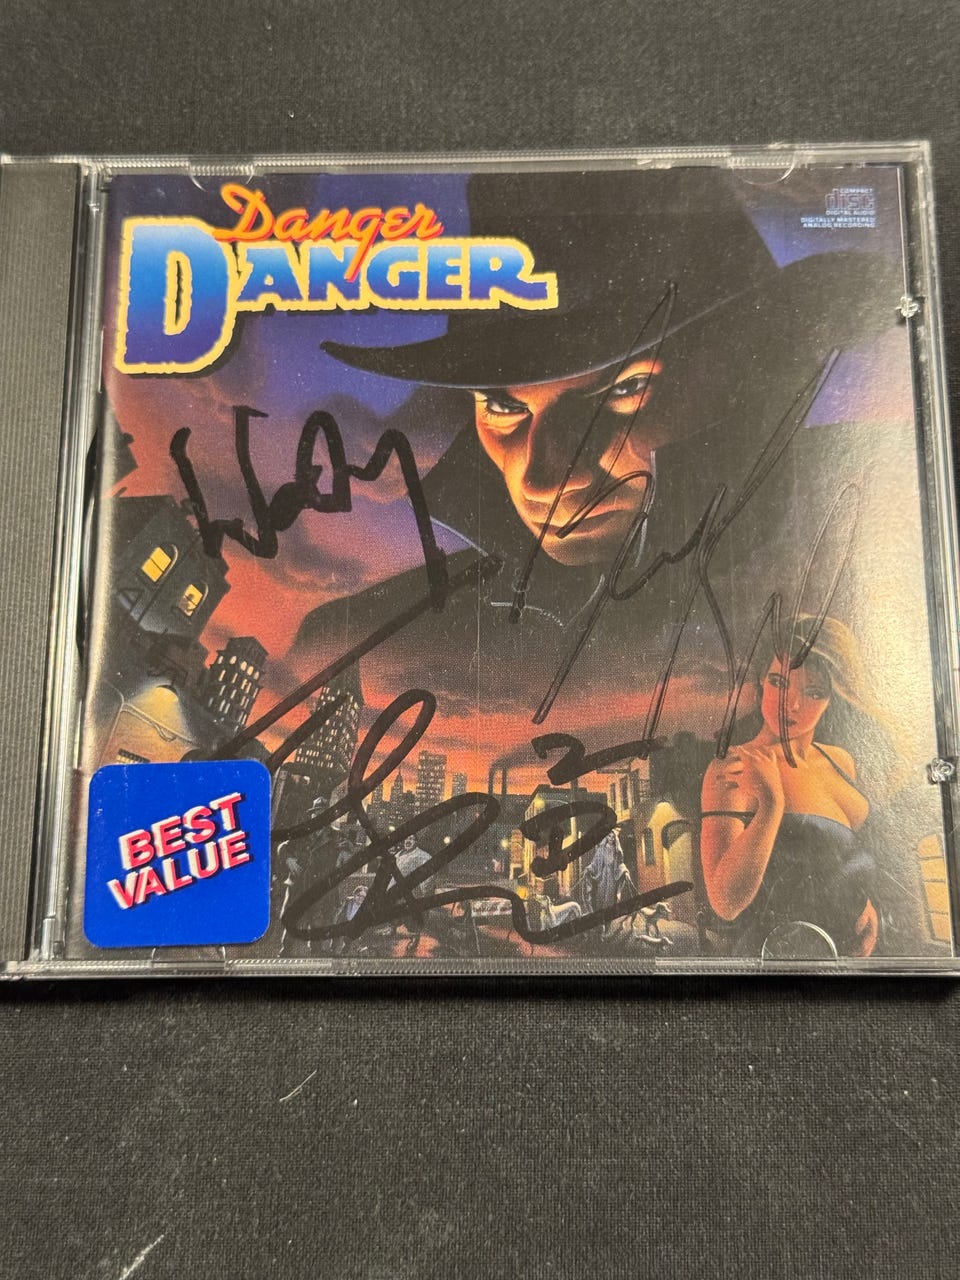 Danger
DANGER
COMPACT
disc
DIGITAL AUDIO
DIGITALLY MASTERED
ANALOG RECORDING
BEST
VALUE